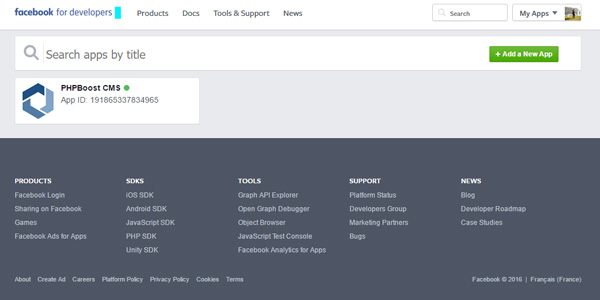 facebook for developers Products Docs Tools & Support News Search My Apps
Search apps by title + Add a New App
PHPBoost CMS
App ID: 191865337834965
PRODUCTS SDKS TOOLS SUPPORT NEWS
Facebook Login iOS SDK Graph API Explorer Platform Status Blog
Sharing on Facebook Android SDK Open Graph Debugger Developers Group Developer Roadmap
Games JavaScript SDK Object Browser Marketing Partners Case Studies
Facebook Ads for Apps PHP SDK JavaScript Test Console Bugs
Unity SDK Facebook Analytics for Apps
About Create Ad Careers Platform Policy Privacy Policy Cookies Terms Facebook © 2016 | Français (France)